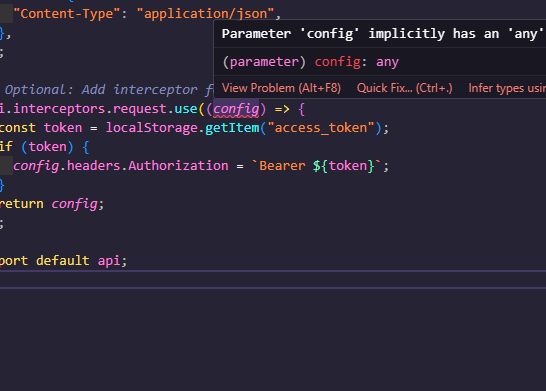 "Content-Type": "application/json",
},
;
Parameter 'config' implicitly has an 'any'
(parameter) config: any
View Problem (Alt+F8) Quick Fix... (Ctrl+.) Infer types usin
Optional: Add interceptor f
i.interceptors.request.use((config) => {
const token = localStorage.getItem("access_token");
if (token) {
config.headers.Authorization = `Bearer ${token}`;
}
return config;
;
port default api;